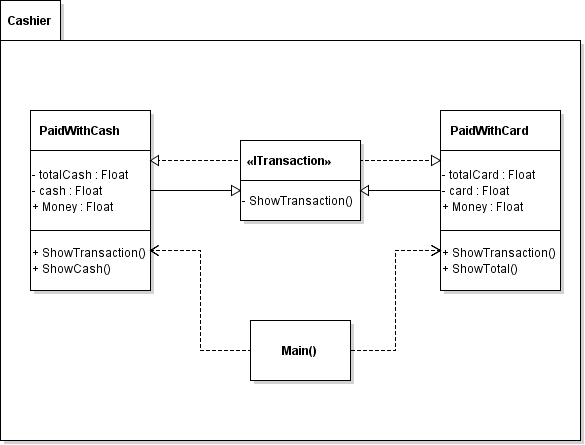 Cashier
PaidWithCash
- totalCash : Float
- cash : Float
+ Money : Float
+ ShowTransaction()
+ ShowCash()
«ITransaction»
- ShowTransaction()
PaidWithCard
- totalCard : Float
- card : Float
+ Money : Float
+ ShowTransaction()
+ ShowTotal()
Main()